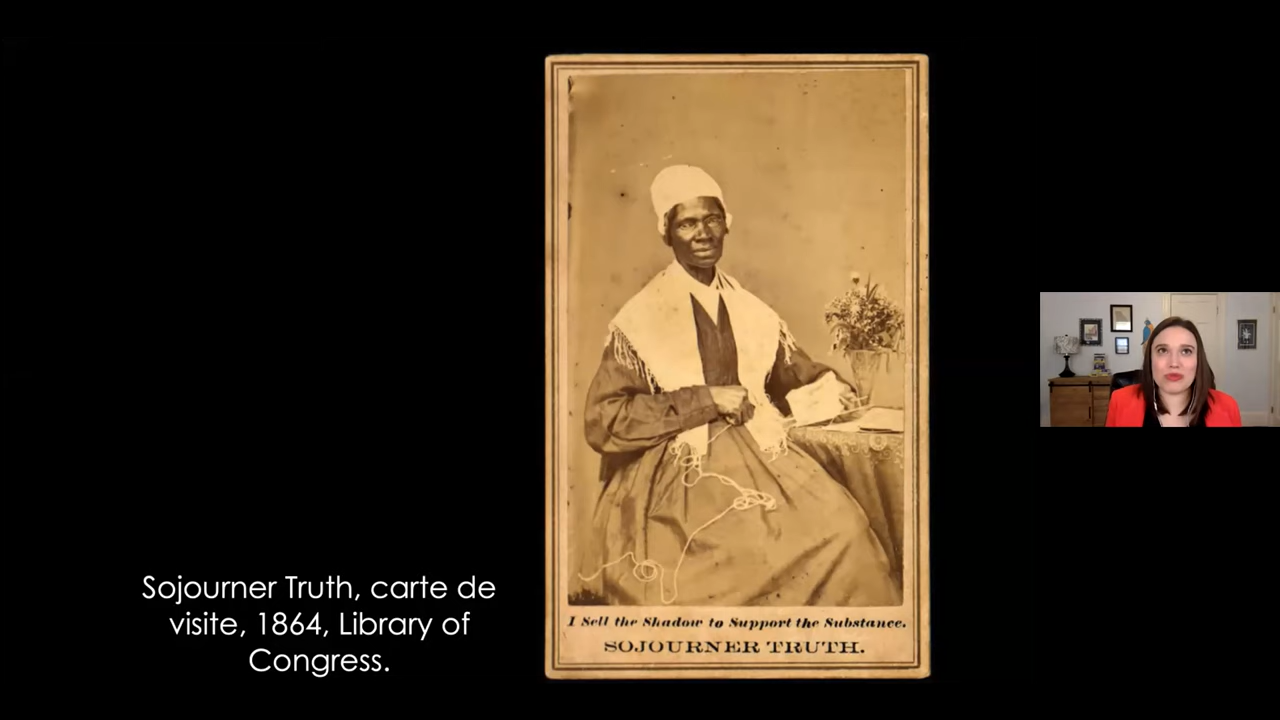 Sojourner Truth, carte de
visite, 1864, Library of
Congress.
I Sell the Shadow to Support the Substance.
SOJOURNER TRUTH.